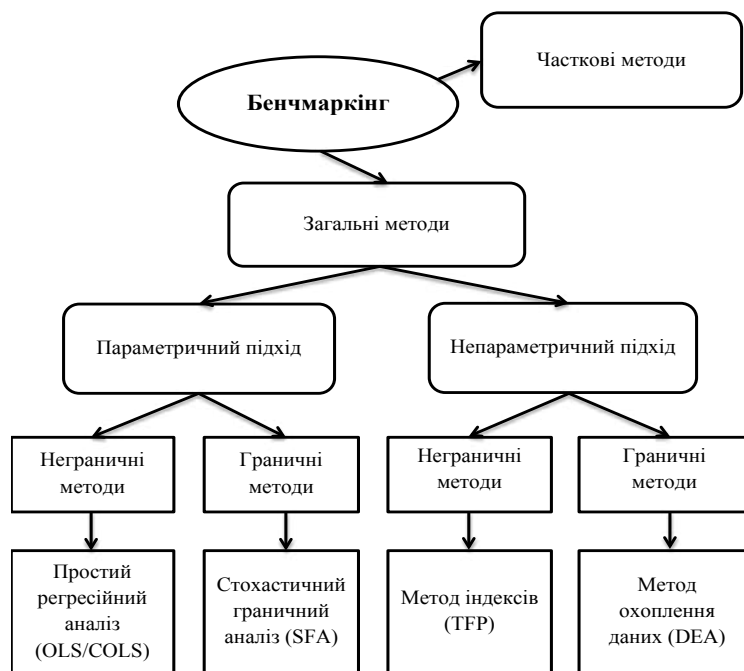 Часткові методи
Бенчмаркінг
Загальні методи
Параметричний підхід
Непараметричний підхід
Неграничні
методи
Граничні
методи
Неграничні
методи
Граничні
методи
Простий
регресійний
аналіз
(OLS/COLS)
Стохастичний
граничний
аналіз (SFA)
Метод індексів
(TFP)
Метод
охоплення
даних (DEA)